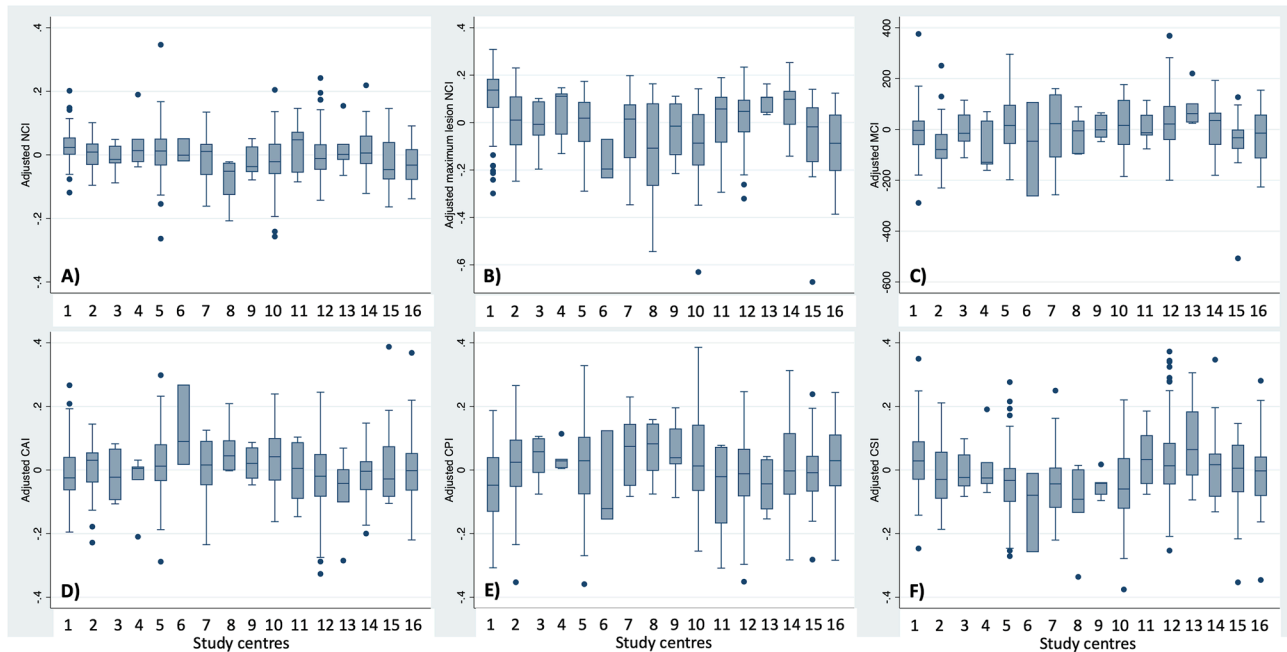 Adjusted NCI
.4
.2
0
-.2
-.4
A)
1 2 3 4 5 6 7 8 9 10 11 12 13 14 15 16
Adjusted maximum lesion NCI
.4
.2
0
-.2
-.4
-.6
B)
1 2 3 4 5 6 7 8 9 10 11 12 13 14 15 16
Adjusted MCI
400
200
0
-200
-400
-600
C)
1 2 3 4 5 6 7 8 9 10 11 12 13 14 15 16
Adjusted CAI
.4
.2
0
-.2
-.4
D)
1 2 3 4 5 6 7 8 9 10 11 12 13 14 15 16
Study centres
Adjusted CPI
.4
.2
0
-.2
-.4
E)
1 2 3 4 5 6 7 8 9 10 11 12 13 14 15 16
Study centres
Adjusted CSI
.4
.2
0
-.2
-.4
F)
1 2 3 4 5 6 7 8 9 10 11 12 13 14 15 16
Study centres